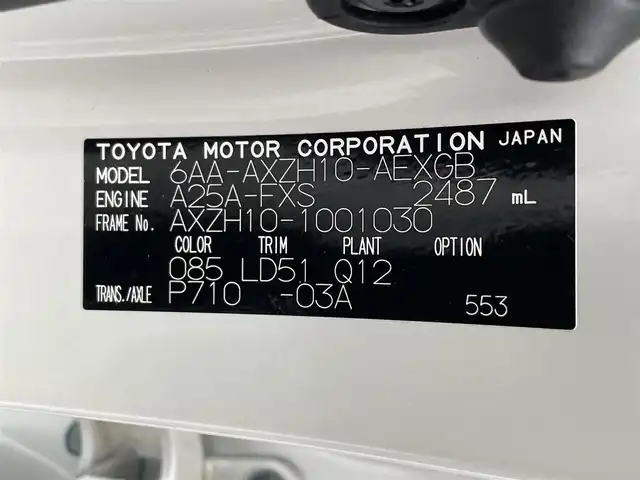 TOYOTA MOTOR CORPORATION JAPAN
MODEL 6AA-AXZH10-AEXGB
ENGINE A25A-FXS 2487 mL
FRAME No. AXZH10-1001030
COLOR TRIM PLANT OPTION
085 LD51 Q12
TRANS./AXLE P710 -03A 553